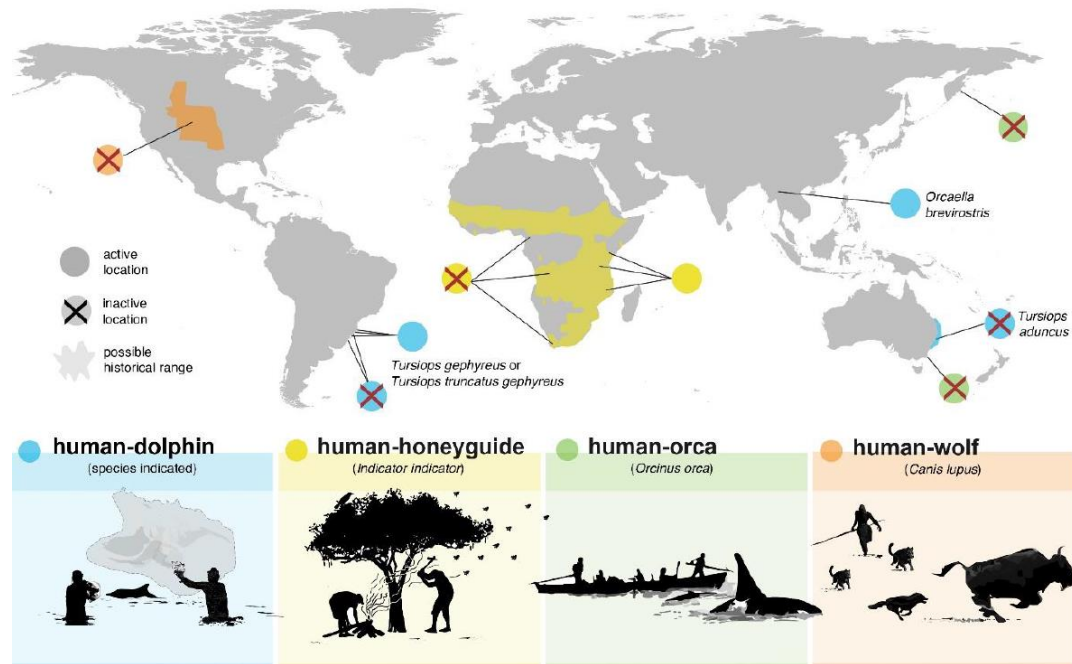 Orcaella
brevirostris
active
location
inactive
location
possible
historical range
Tursiops
aduncus
Tursiops gephyreus or
Tursiops truncatus gephyreus
human-dolphin
(species indicated)
human-honeyguide
(Indicator indicator)
human-orca
(Orcinus orca)
human-wolf
(Canis lupus)